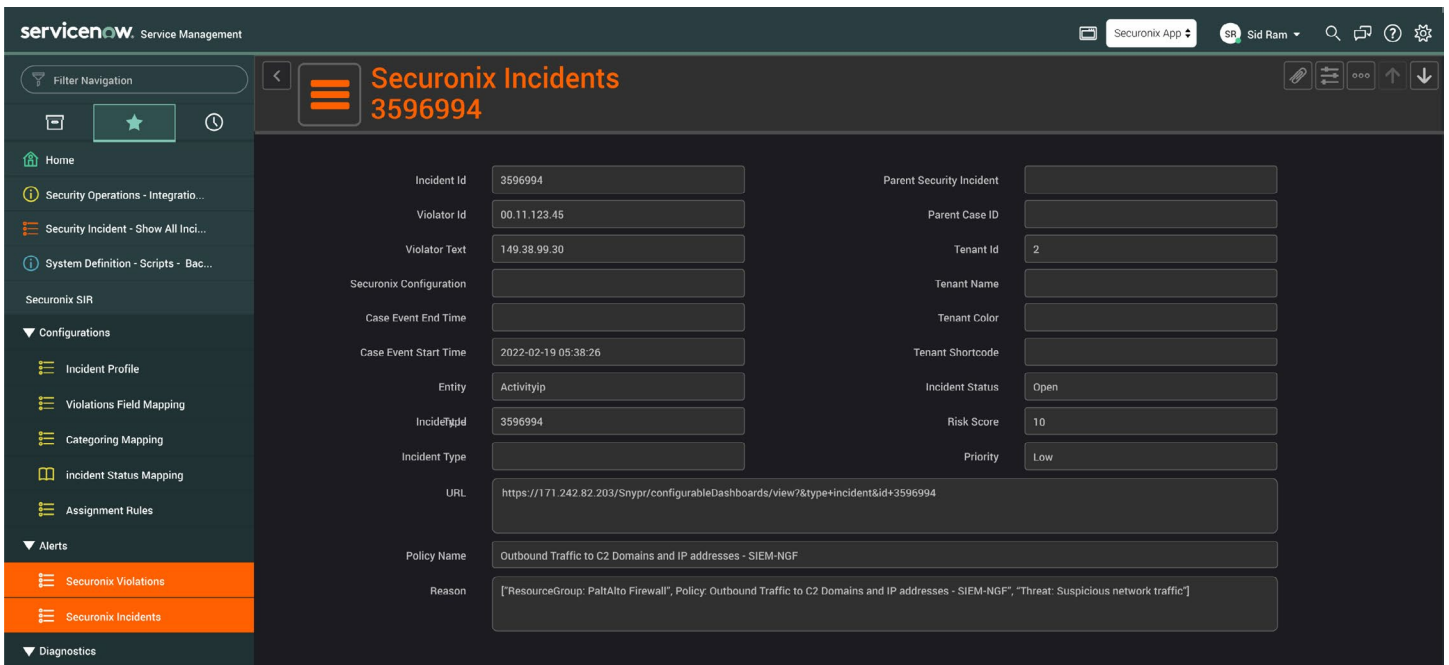 servicenow. Service Management
Securonix App
SR Sid Ram
Filter Navigation
Home
Security Operations - Integratio...
Security Incident - Show All Inci...
System Definition - Scripts - Bac...
Securonix SIR
Configurations
Incident Profile
Violations Field Mapping
Categoring Mapping
incident Status Mapping
Assignment Rules
Alerts
Securonix Violations
Securonix Incidents
Diagnostics
Securonix Incidents
3596994
Incident Id 3596994
Violator Id 00.11.123.45
Violator Text 149.38.99.30
Securonix Configuration
Case Event End Time
Case Event Start Time 2022-02-19 05:38:26
Entity Activityip
3596994
Incident Type
Parent Security Incident
Parent Case ID
Tenant Id 2
Tenant Name
Tenant Color
Tenant Shortcode
Incident Status Open
Risk Score 10
Priority Low
URL https://171.242.82.203/Snypr/configurableDashboards/view?&type+incident&id+3596994
Policy Name Outbound Traffic to C2 Domains and IP addresses - SIEM-NGF
Reason ["ResourceGroup: PaltAlto Firewall", Policy: Outbound Traffic to C2 Domains and IP addresses - SIEM-NGF", "Threat: Suspicious network traffic"]